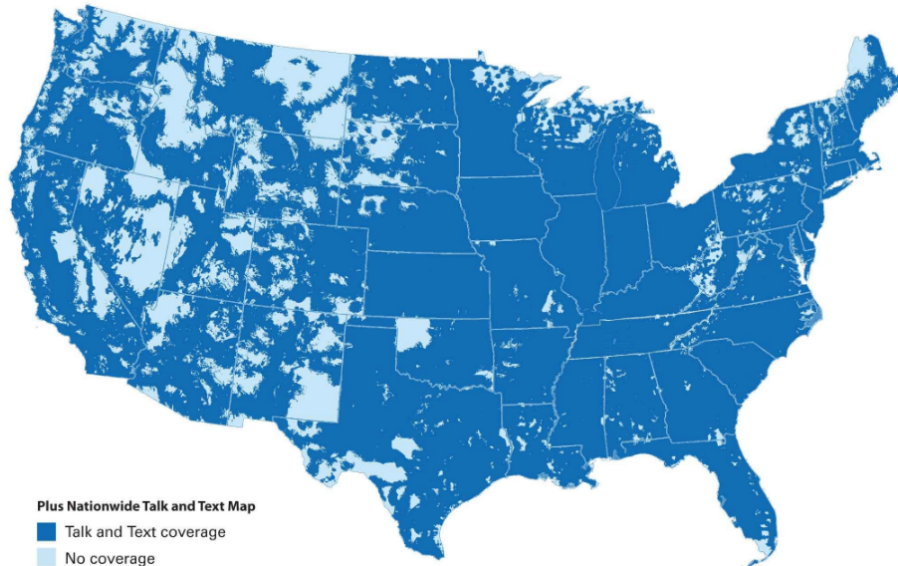 Plus Nationwide Talk and Text Map
Talk and Text coverage
No coverage